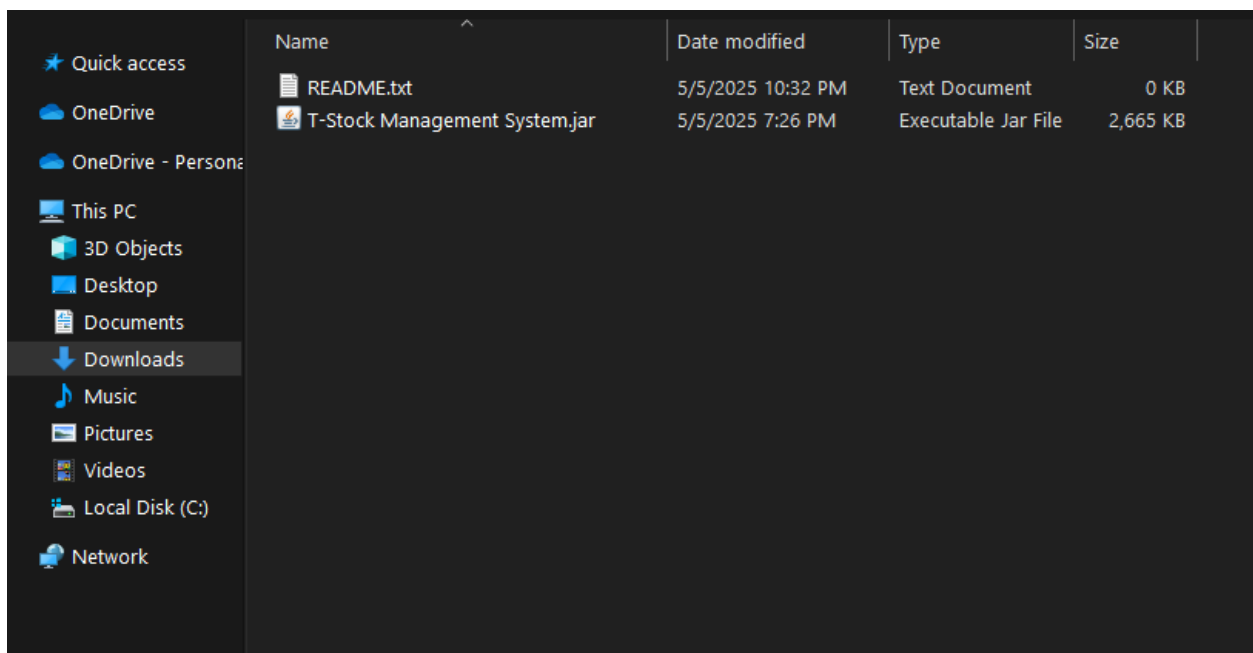 Quick access
OneDrive
OneDrive - Persona
This PC
3D Objects
Desktop
Documents
Downloads
Music
Pictures
Videos
Local Disk (C:)
Network
Name Date modified Type Size
README.txt 5/5/2025 10:32 PM Text Document 0 KB
T-Stock Management System.jar 5/5/2025 7:26 PM Executable Jar File 2,665 KB